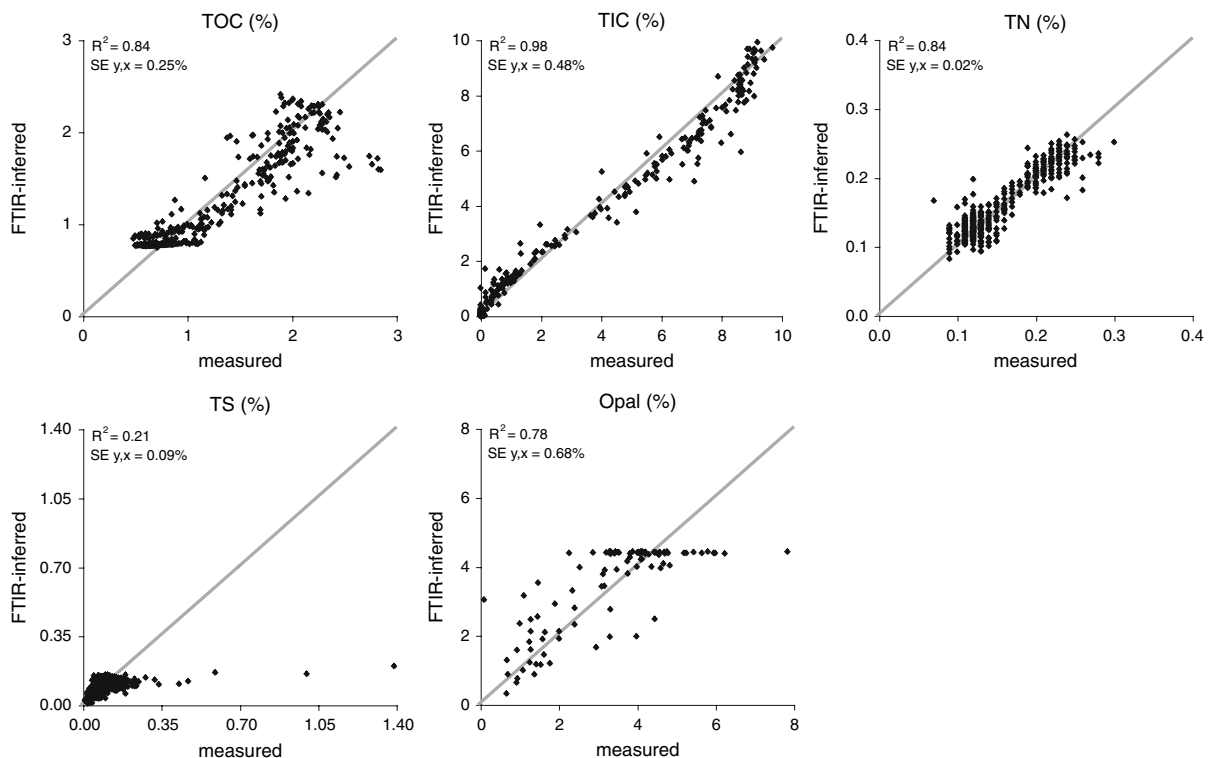 TOC (%)
R² = 0.84
SE y,x = 0.25%
3
2
1
0
0
1
2
3
FTIR-inferred
measured
TIC (%)
R² = 0.98
SE y,x = 0.48%
10
8
6
4
2
0
0
2
4
6
8
10
FTIR-inferred
measured
TN (%)
R² = 0.84
SE y,x = 0.02%
0.4
0.3
0.2
0.1
0.0
0.0
0.1
0.2
0.3
0.4
FTIR-inferred
measured
TS (%)
R² = 0.21
SE y,x = 0.09%
1.40
1.05
0.70
0.35
0.00
0.00
0.35
0.70
1.05
1.40
FTIR-inferred
measured
Opal (%)
R² = 0.78
SE y,x = 0.68%
8
6
4
2
0
0
2
4
6
8
FTIR-inferred
measured